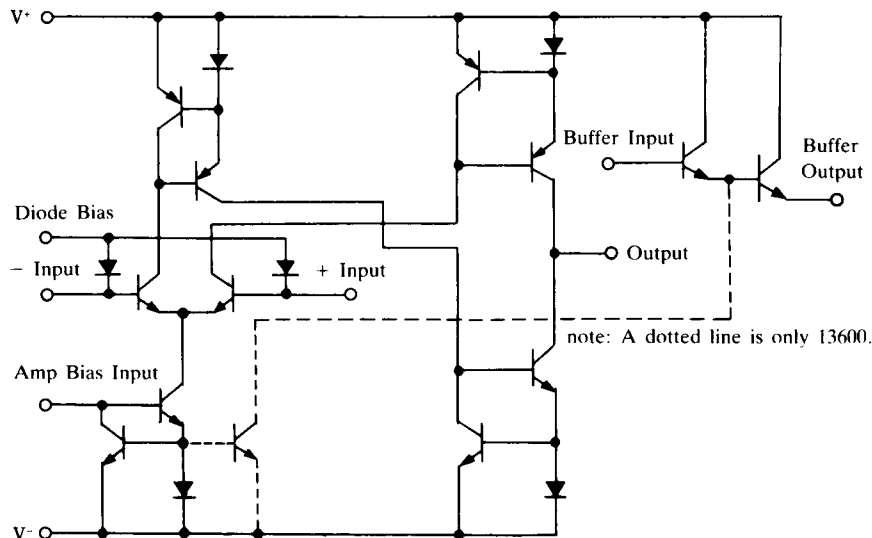 V+
Buffer Input
Buffer
Output
Diode Bias
− Input
+ Input
Output
note: A dotted line is only 13600.
Amp Bias Input
V−